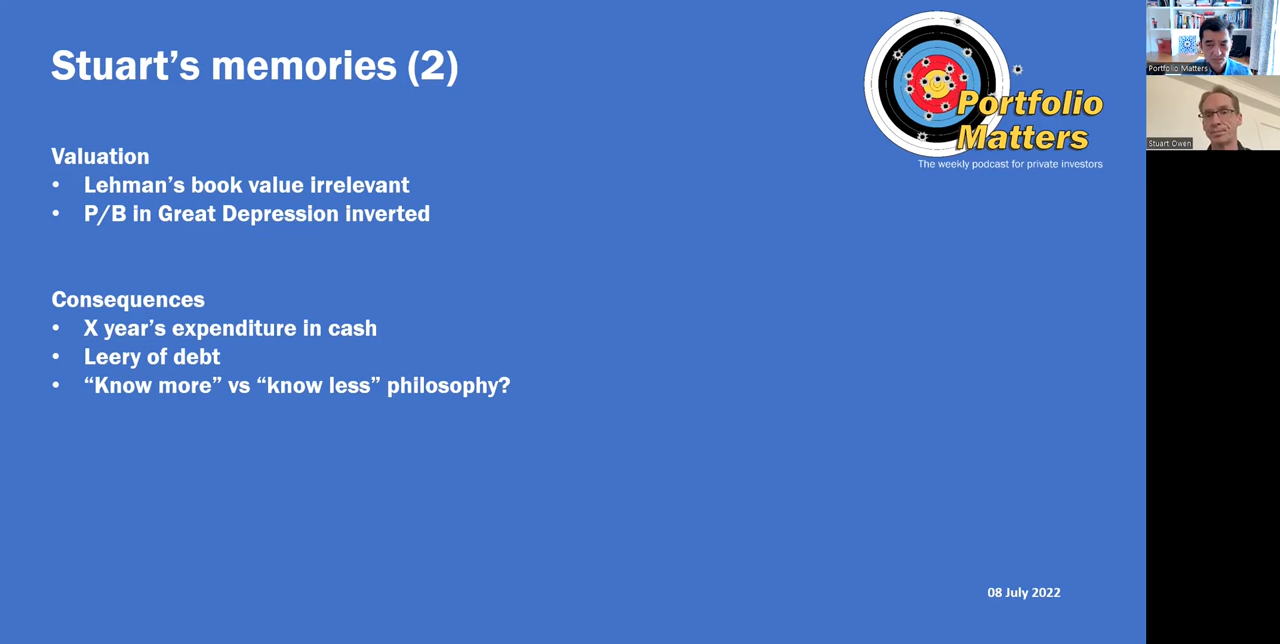 Stuart’s memories (2)
Portfolio
Matters
The weekly podcast for private investors
Valuation
• Lehman’s book value irrelevant
• P/B in Great Depression inverted
Consequences
• X year’s expenditure in cash
• Leery of debt
• “Know more” vs “know less” philosophy?
08 July 2022
Portfolio Matters
Stuart Owen